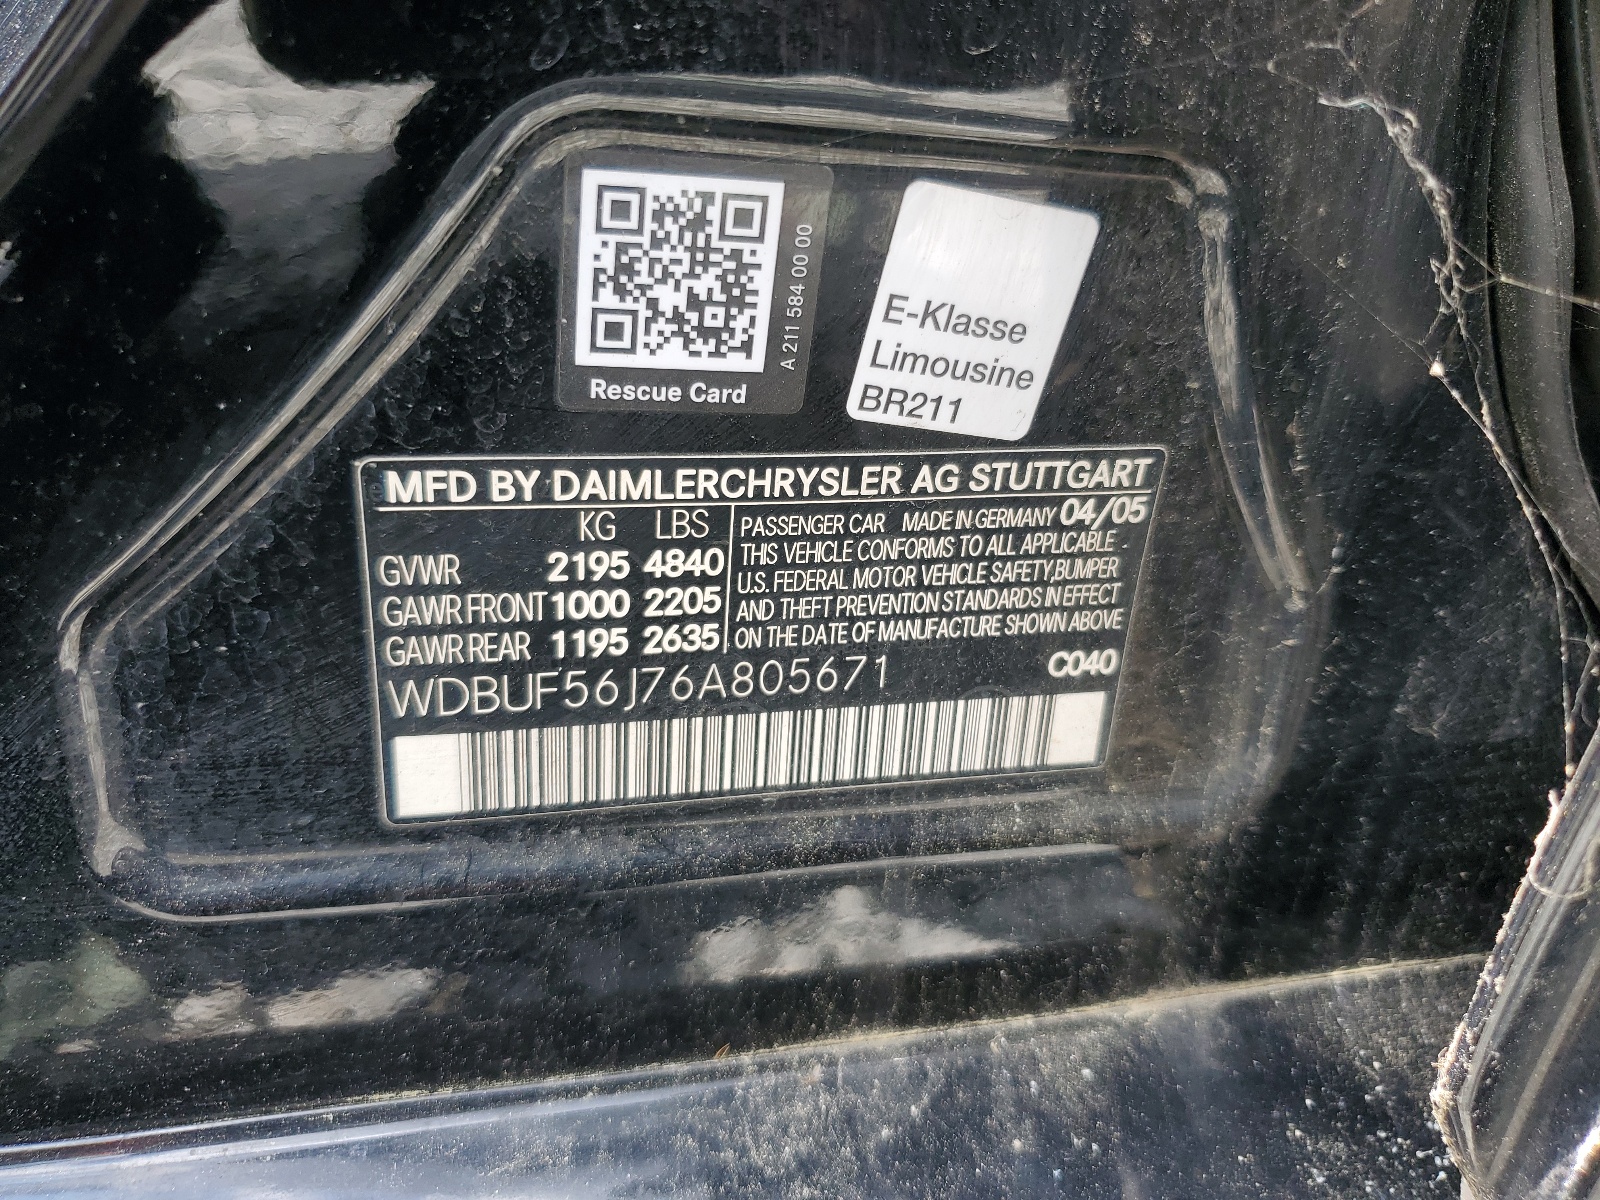 Rescue Card
A 211 584 00 00
E-Klasse
Limousine
BR211
MFD BY DAIMLERCHRYSLER AG STUTTGART
KG LBS
GVWR 2195 4840
GAWR FRONT 1000 2205
GAWR REAR 1195 2635
PASSENGER CAR MADE IN GERMANY 04/05
THIS VEHICLE CONFORMS TO ALL APPLICABLE
U.S. FEDERAL MOTOR VEHICLE SAFETY,BUMPER
AND THEFT PREVENTION STANDARDS IN EFFECT
ON THE DATE OF MANUFACTURE SHOWN ABOVE
WDBUF56J76A805671
C040